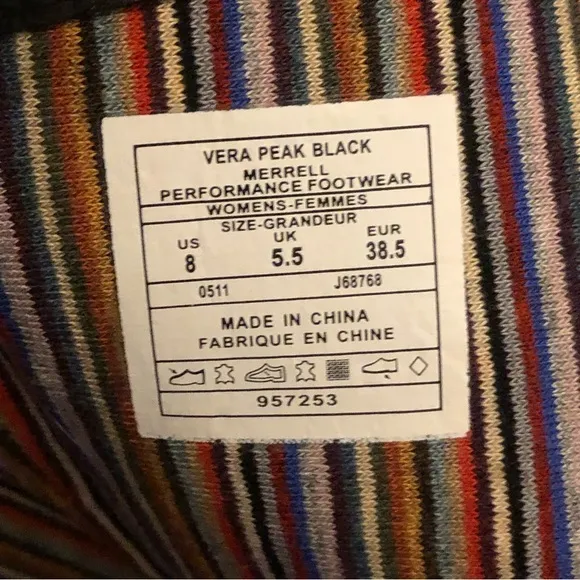 VERA PEAK BLACK
MERRELL
PERFORMANCE FOOTWEAR
WOMENS-FEMMES
SIZE-GRANDEUR
US UK EUR
8 5.5 38.5
0511 J68768
MADE IN CHINA
FABRIQUE EN CHINE
957253